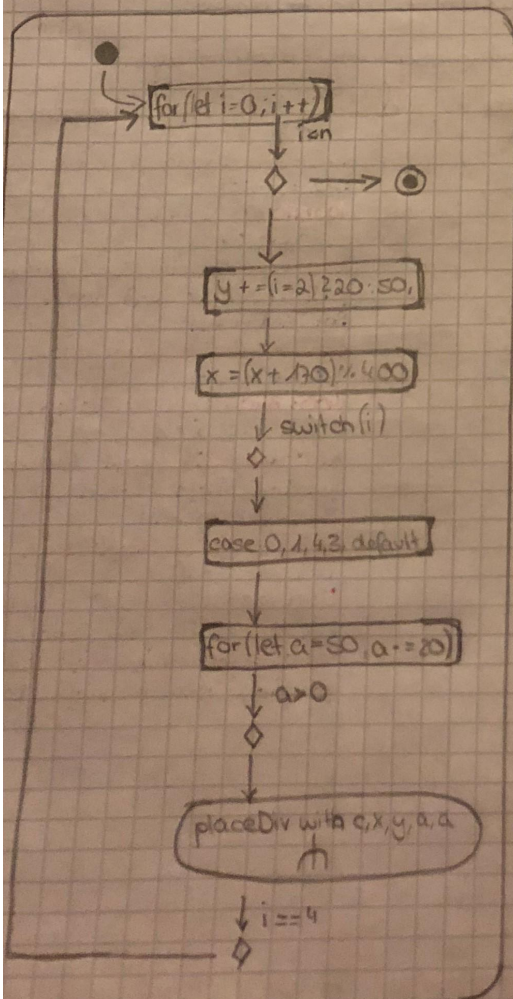 for(let i=0; i++)
i<n
y +=(i=2)?20:50;
x =(x+170)%400
switch(i)
case 0,1,4,3, default
for(let a=50, a-=20)
a>0
placeDiv with c,x,y,a,a
i==4